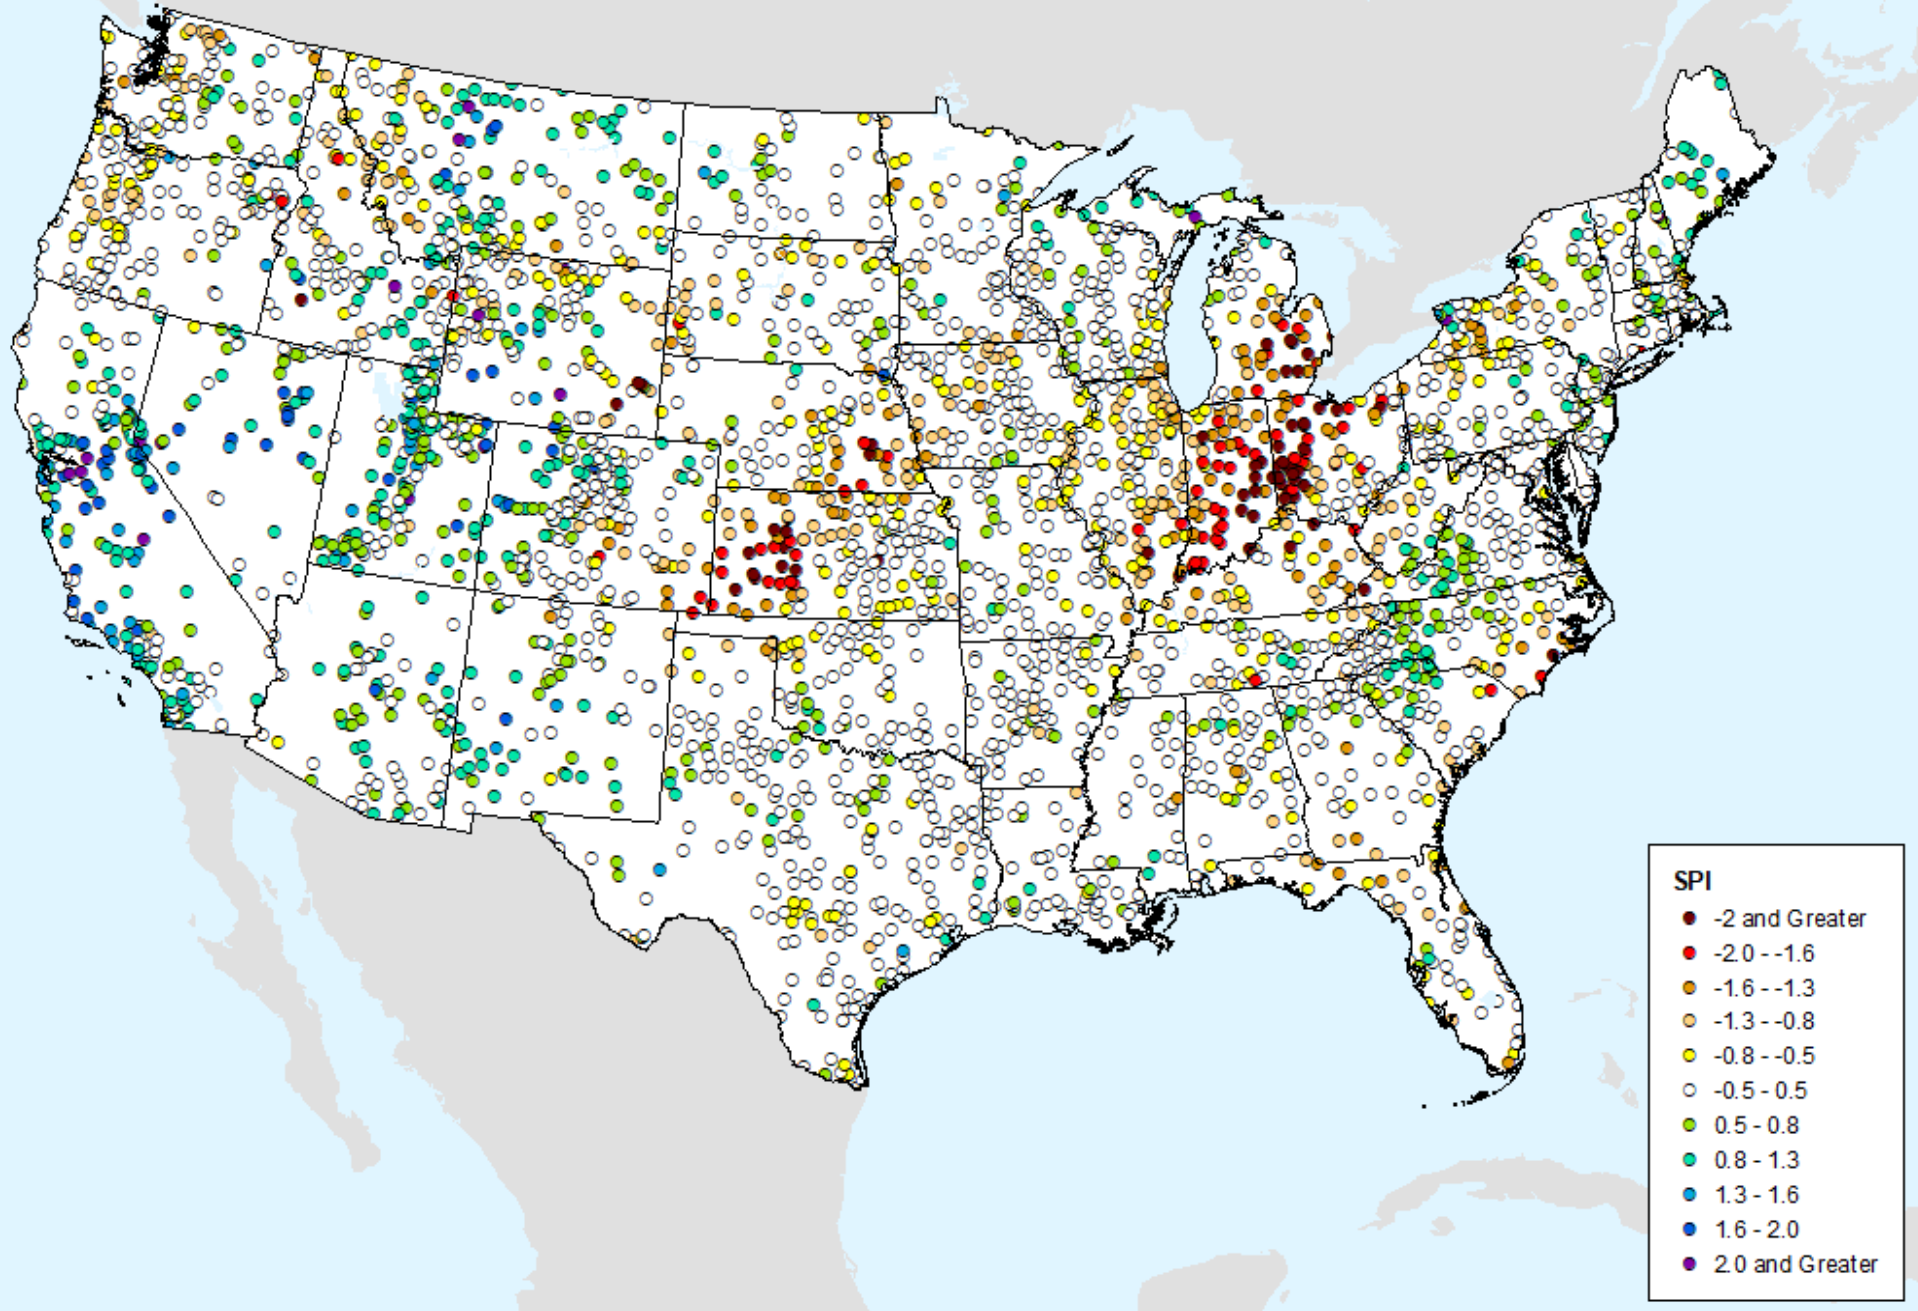 SPI
-2 and Greater
-2.0 - -1.6
-1.6 - -1.3
-1.3 - -0.8
-0.8 - -0.5
-0.5 - 0.5
0.5 - 0.8
0.8 - 1.3
1.3 - 1.6
1.6 - 2.0
2.0 and Greater